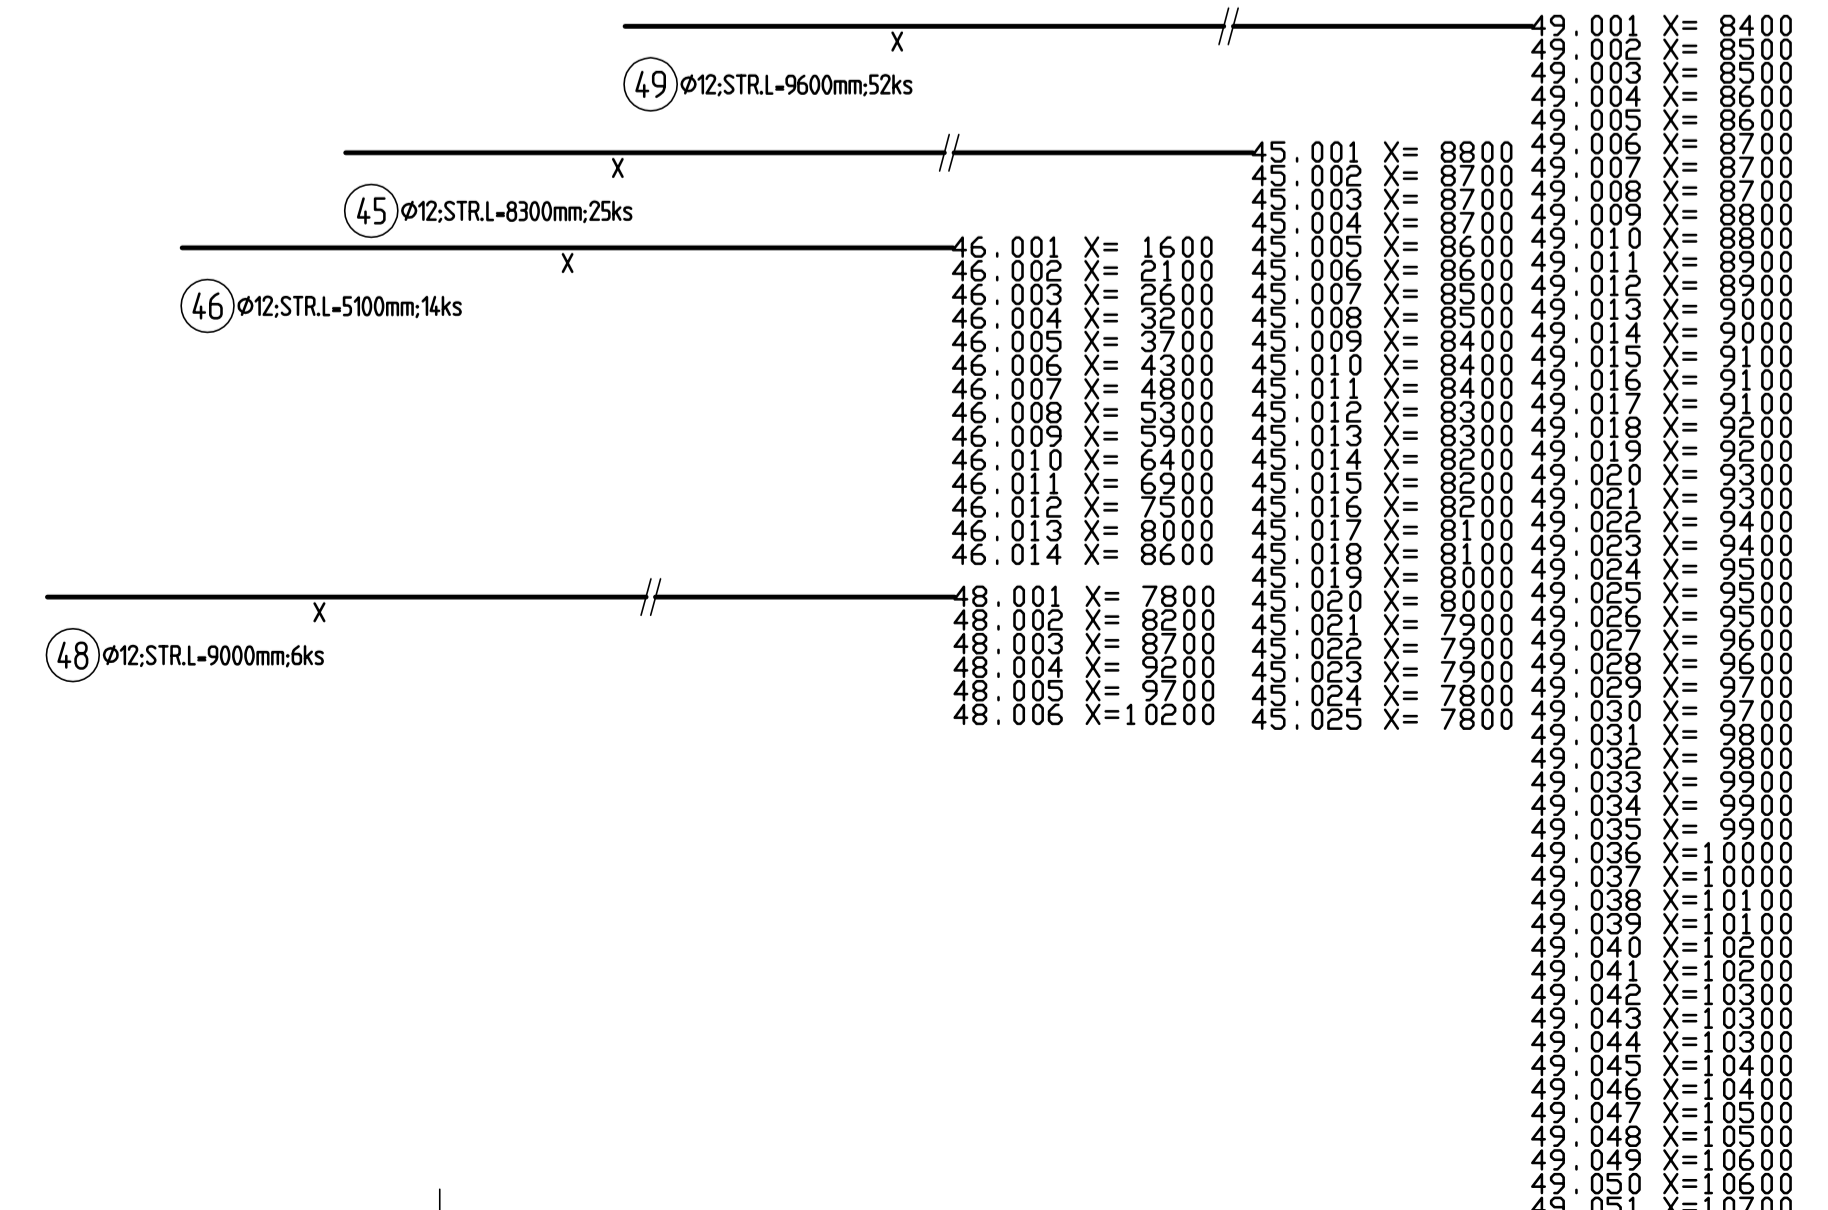 X
49 Ø12;STR.L=9600mm;52ks
49.001 X= 8400
49.002 X= 8500
49.003 X= 8500
49.004 X= 8600
49.005 X= 8600
49.006 X= 8700
49.007 X= 8700
49.008 X= 8700
49.009 X= 8800
49.010 X= 8800
49.011 X= 8900
49.012 X= 8900
49.013 X= 9000
49.014 X= 9000
49.015 X= 9100
49.016 X= 9100
49.017 X= 9100
49.018 X= 9200
49.019 X= 9200
49.020 X= 9300
49.021 X= 9300
49.022 X= 9400
49.023 X= 9400
49.024 X= 9500
49.025 X= 9500
49.026 X= 9500
49.027 X= 9600
49.028 X= 9600
49.029 X= 9700
49.030 X= 9700
49.031 X= 9800
49.032 X= 9800
49.033 X= 9900
49.034 X= 9900
49.035 X= 9900
49.036 X=10000
49.037 X=10000
49.038 X=10100
49.039 X=10100
49.040 X=10200
49.041 X=10200
49.042 X=10300
49.043 X=10300
49.044 X=10300
49.045 X=10400
49.046 X=10400
49.047 X=10500
49.048 X=10500
49.049 X=10600
49.050 X=10600
49.051 X=10700
X
45 Ø12;STR.L=8300mm;25ks
45.001 X= 8800
45.002 X= 8700
45.003 X= 8700
45.004 X= 8700
45.005 X= 8600
45.006 X= 8600
45.007 X= 8500
45.008 X= 8500
45.009 X= 8400
45.010 X= 8400
45.011 X= 8400
45.012 X= 8300
45.013 X= 8300
45.014 X= 8200
45.015 X= 8200
45.016 X= 8200
45.017 X= 8100
45.018 X= 8100
45.019 X= 8000
45.020 X= 8000
45.021 X= 7900
45.022 X= 7900
45.023 X= 7900
45.024 X= 7800
45.025 X= 7800
X
46 Ø12;STR.L=5100mm;14ks
46.001 X= 1600
46.002 X= 2100
46.003 X= 2600
46.004 X= 3200
46.005 X= 3700
46.006 X= 4300
46.007 X= 4800
46.008 X= 5300
46.009 X= 5900
46.010 X= 6400
46.011 X= 6900
46.012 X= 7500
46.013 X= 8000
46.014 X= 8600
X
48 Ø12;STR.L=9000mm;6ks
48.001 X= 7800
48.002 X= 8200
48.003 X= 8700
48.004 X= 9200
48.005 X= 9700
48.006 X=10200